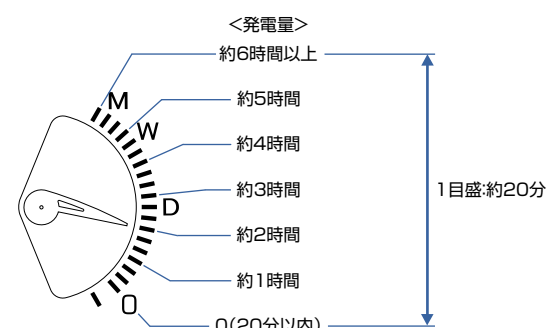 <発電量>
約6時間以上
M
約5時間
W
約4時間
約3時間
D
1目盛:約20分
約2時間
約1時間
0
0(20分以内)